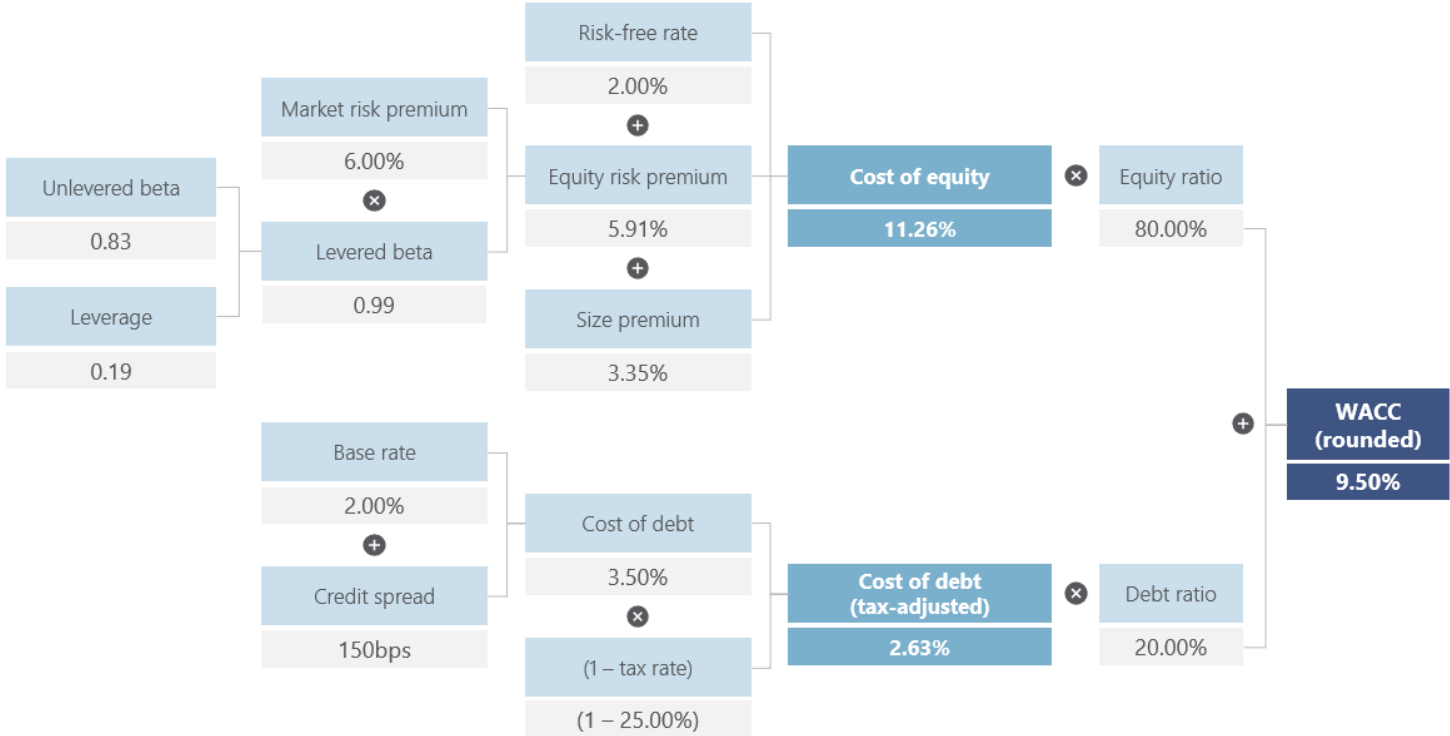 Unlevered beta
0.83
Leverage
0.19
Market risk premium
6.00%
×
Levered beta
0.99
Risk-free rate
2.00%
+
Equity risk premium
5.91%
+
Size premium
3.35%
Cost of equity
11.26%
×
Equity ratio
80.00%
Base rate
2.00%
+
Credit spread
150bps
Cost of debt
3.50%
×
(1 – tax rate)
(1 – 25.00%)
Cost of debt
(tax-adjusted)
2.63%
×
Debt ratio
20.00%
+
WACC
(rounded)
9.50%